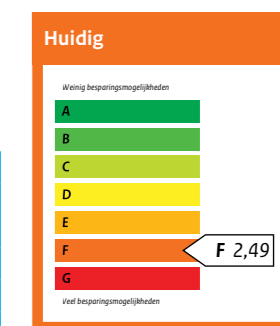 Huidig
Weinig besparingsmogelijkheden
A
B
C
D
E
F
F 2,49
G
Veel besparingsmogelijkheden